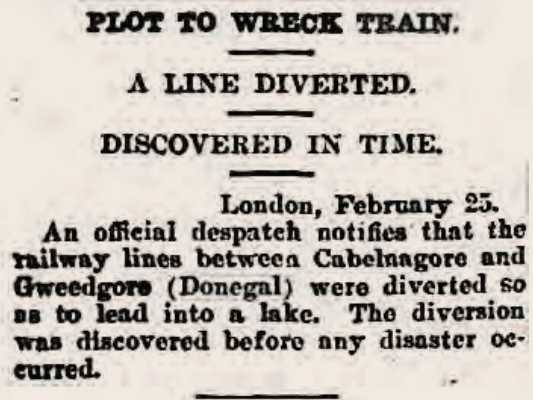 PLOT TO WRECK TRAIN.
A LINE DIVERTED.
DISCOVERED IN TIME.
London, February 25.
An official despatch notifies that the
railway lines between Cabelnagore and
Gweedgore (Donegal) were diverted so
as to lead into a lake. The diversion
was discovered before any disaster oc-
curred.